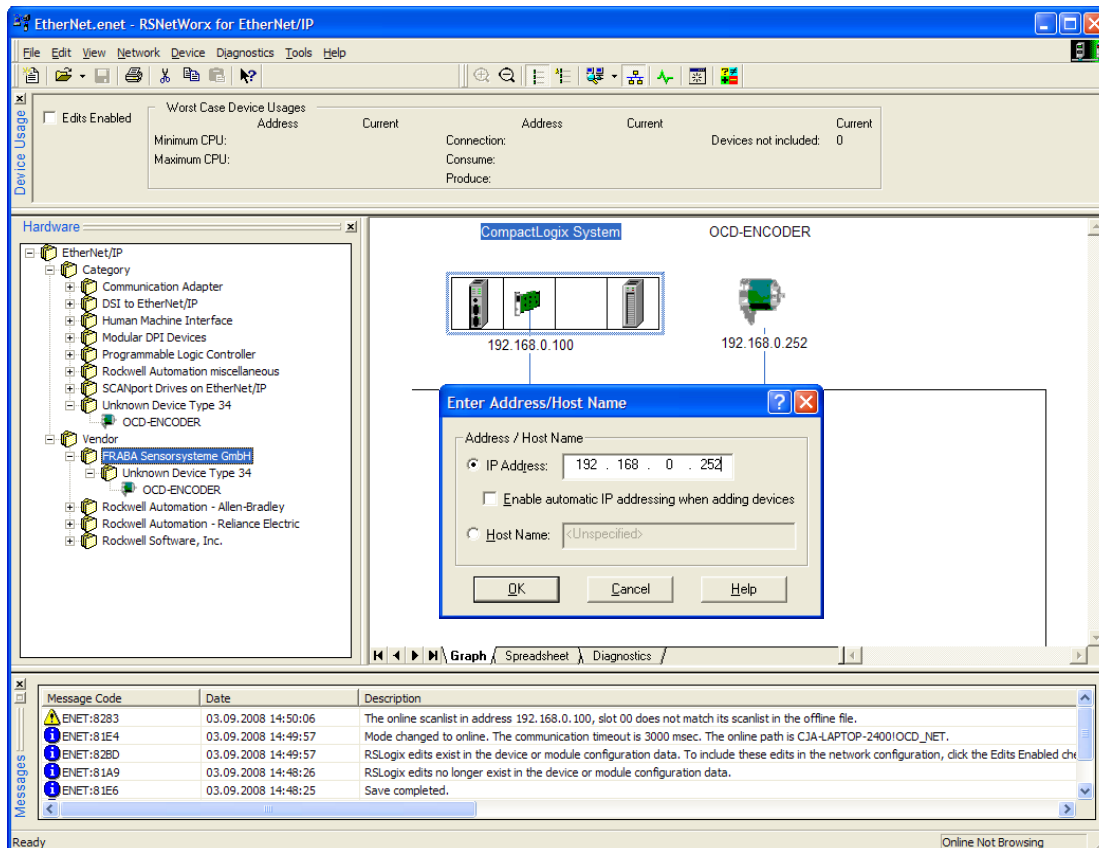 EtherNet.enet - RSNetWorx for EtherNet/IP
File Edit View Network Device Diagnostics Tools Help
Device Usage
Edits Enabled
Worst Case Device Usages
Address Current Address Current Current
Minimum CPU: Connection: Devices not included: 0
Maximum CPU: Consume:
Produce:
Hardware
EtherNet/IP
Category
Communication Adapter
DSI to EtherNet/IP
Human Machine Interface
Modular DPI Devices
Programmable Logic Controller
Rockwell Automation miscellaneous
SCANport Drives on EtherNet/IP
Unknown Device Type 34
OCD-ENCODER
Vendor
FRABA Sensorsysteme GmbH
Unknown Device Type 34
OCD-ENCODER
Rockwell Automation - Allen-Bradley
Rockwell Automation - Reliance Electric
Rockwell Software, Inc.
CompactLogix System OCD-ENCODER
192.168.0.100 192.168.0.252
Enter Address/Host Name
Address / Host Name
IP Address: 192 . 168 . 0 . 252
Enable automatic IP addressing when adding devices
Host Name: <Unspecified>
OK Cancel Help
Graph Spreadsheet Diagnostics
Messages
Message Code Date Description
ENET:8283 03.09.2008 14:50:06 The online scanlist in address 192.168.0.100, slot 00 does not match its scanlist in the offline file.
ENET:81E4 03.09.2008 14:49:57 Mode changed to online. The communication timeout is 3000 msec. The online path is CJA-LAPTOP-2400!OCD_NET.
ENET:82BD 03.09.2008 14:49:57 RSLogix edits exist in the device or module configuration data. To include these edits in the network configuration, click the Edits Enabled che
ENET:81A9 03.09.2008 14:48:26 RSLogix edits no longer exist in the device or module configuration data.
ENET:81E6 03.09.2008 14:48:25 Save completed.
Ready Online Not Browsing